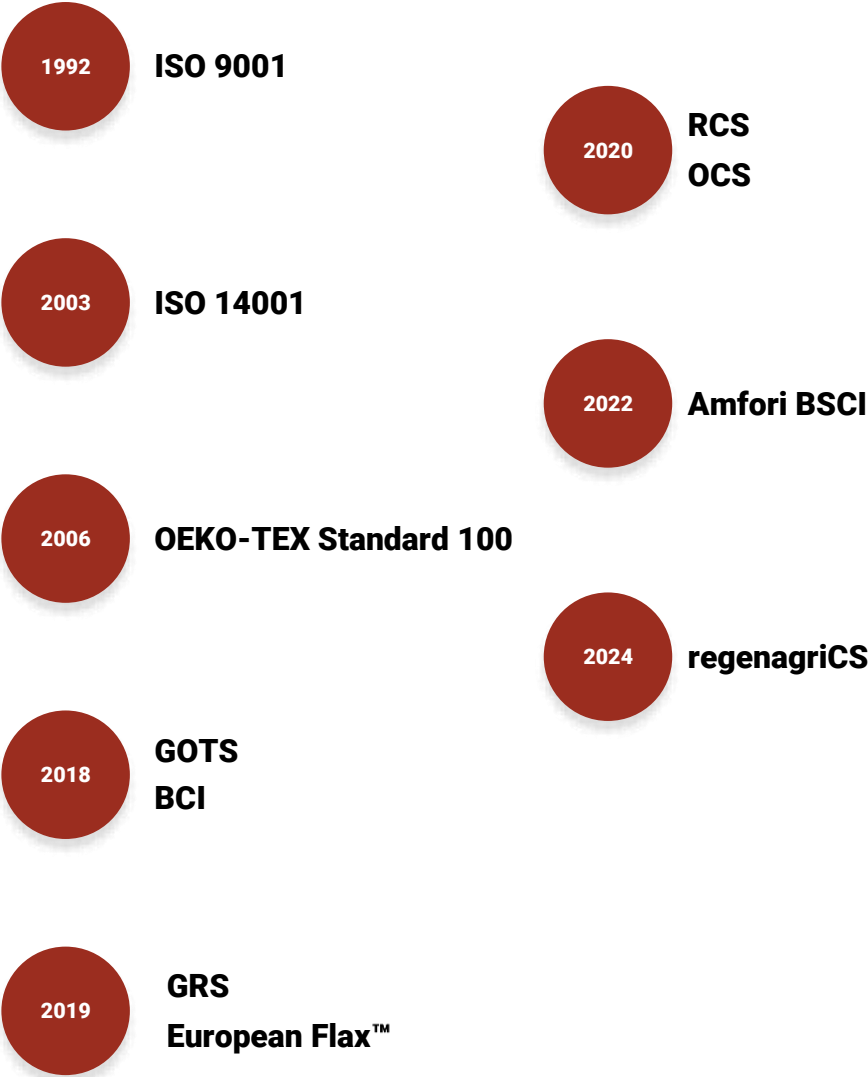 1992
ISO 9001
2003
ISO 14001
2006
OEKO-TEX Standard 100
2018
GOTS
BCI
2019
GRS
European Flax™
2020
RCS
OCS
2022
Amfori BSCI
2024
regenagriCS